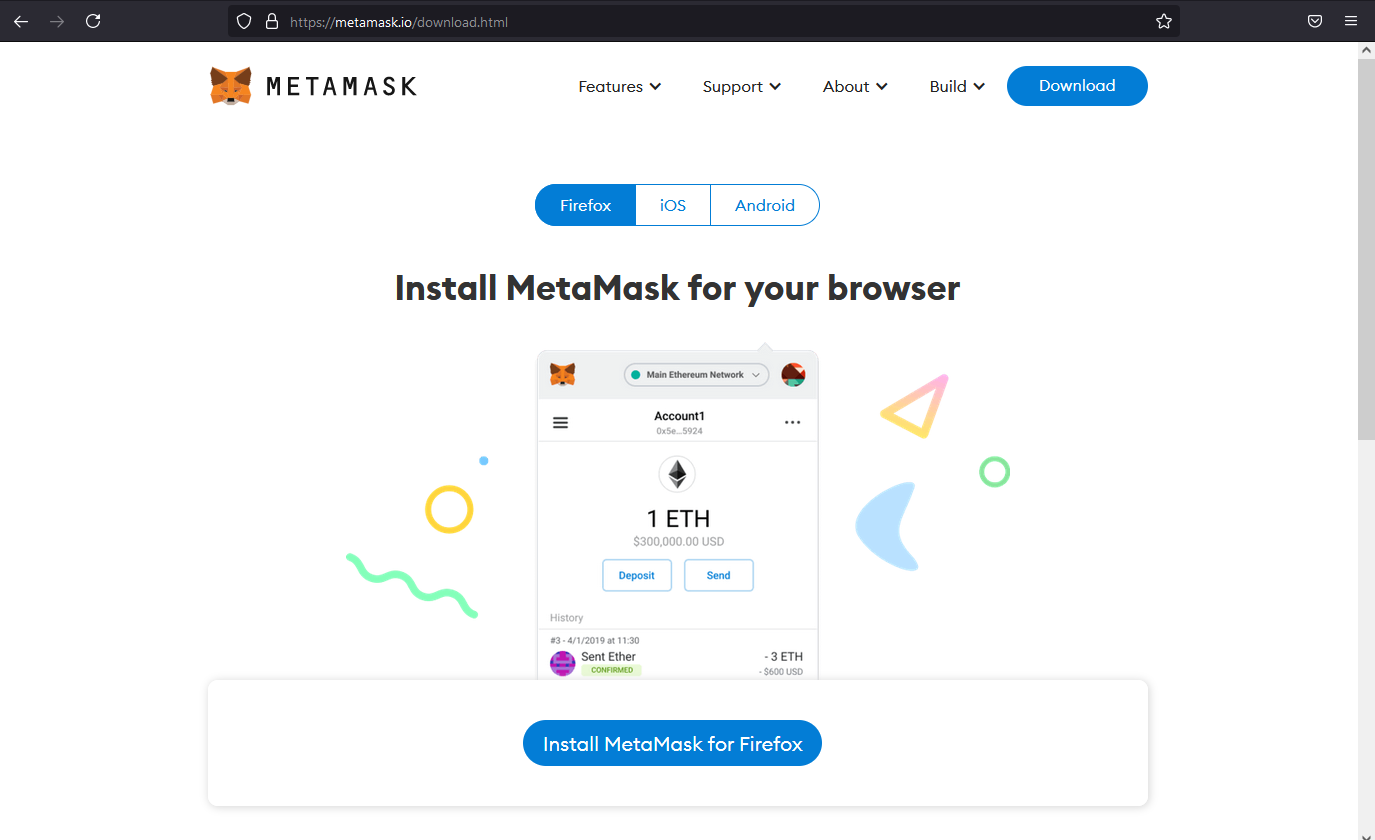 https://metamask.io/download.html
METAMASK
Features
Support
About
Build
Download
Firefox
iOS
Android
Install MetaMask for your browser
Main Ethereum Network
Account1
0x5e...5924
1 ETH
$300,000.00 USD
Deposit
Send
History
#3 - 4/1/2019 at 11:30
Sent Ether
- 3 ETH
CONFIRMED
- $600 USD
Install MetaMask for Firefox